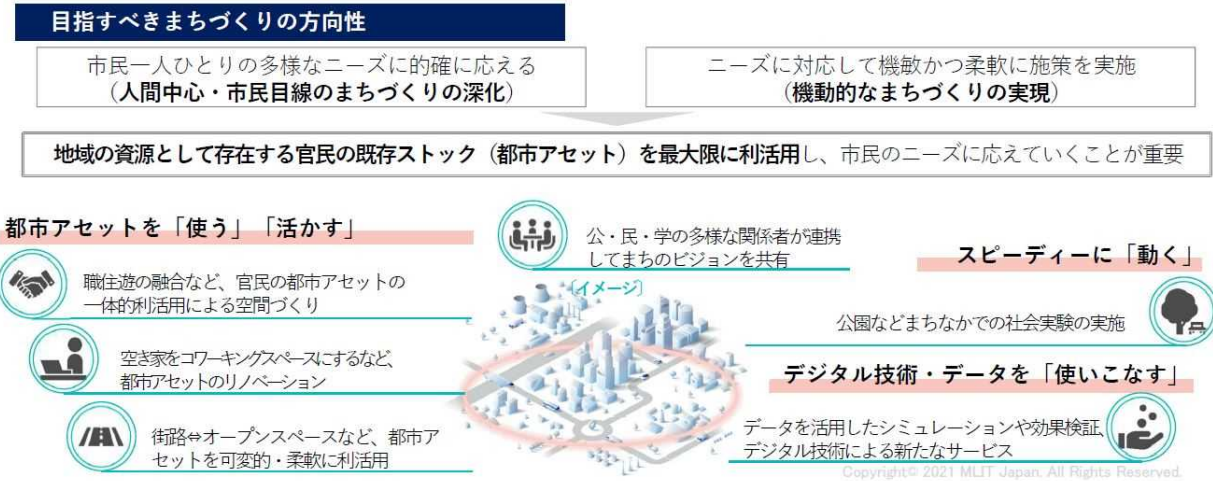 目指すべきまちづくりの方向性
市民一人ひとりの多様なニーズに的確に応える
（人間中心・市民目線のまちづくりの深化）
ニーズに対応して機敏かつ柔軟に施策を実施
（機動的なまちづくりの実現）
地域の資源として存在する官民の既存ストック（都市アセット）を最大限に利活用し、市民のニーズに応えていくことが重要
都市アセットを「使う」「活かす」
職住遊の融合など、官民の都市アセットの
一体的利活用による空間づくり
空き家をコワーキングスペースにするなど、
都市アセットのリノベーション
街路⇔オープンスペースなど、都市ア
セットを可変的・柔軟に利活用
公・民・学の多様な関係者が連携
してまちのビジョンを共有
〔イメージ〕
スピーディーに「動く」
公園などまちなかでの社会実験の実施
デジタル技術・データを「使いこなす」
データを活用したシミュレーションや効果検証、
デジタル技術による新たなサービス
Copyright© 2021 MLIT Japan. All Rights Reserved.